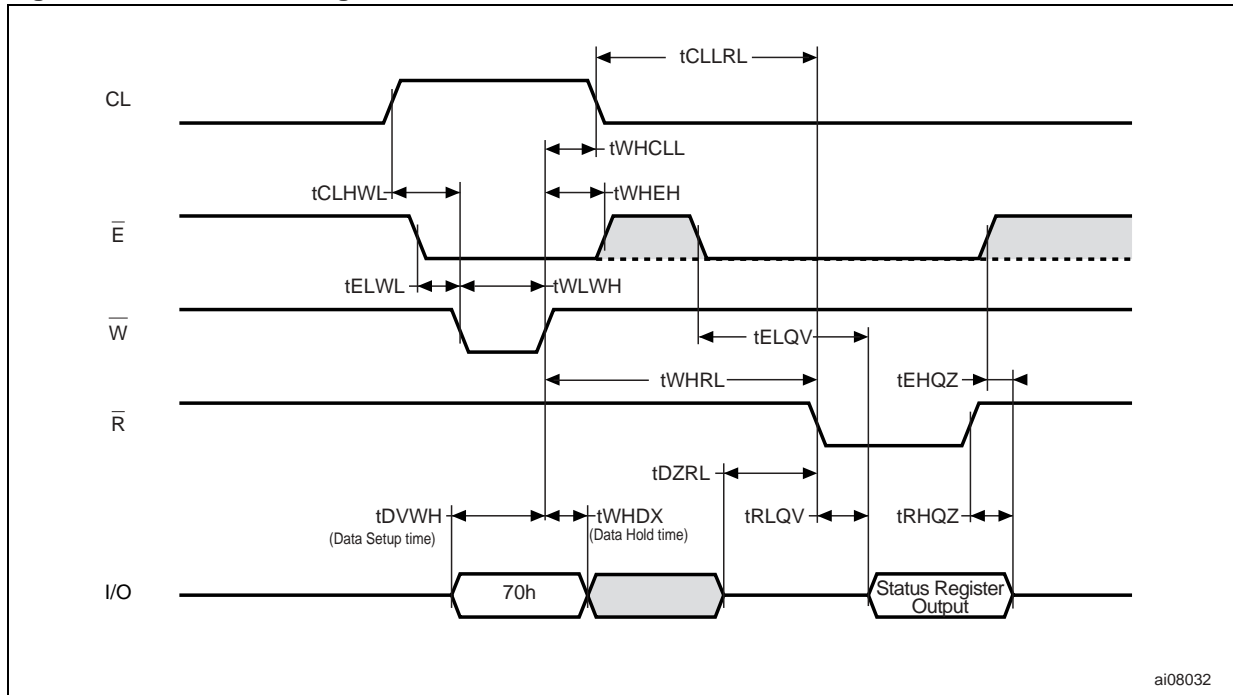 tCLLRL
CL
tWHCLL
tCLHWL
tWHEH
E
tELWL
tWLWH
W
tELQV
tWHRL
tEHQZ
R
tDZRL
tDVWH
(Data Setup time)
tWHDX
(Data Hold time)
tRLQV
tRHQZ
I/O
70h
Status Register
Output
ai08032